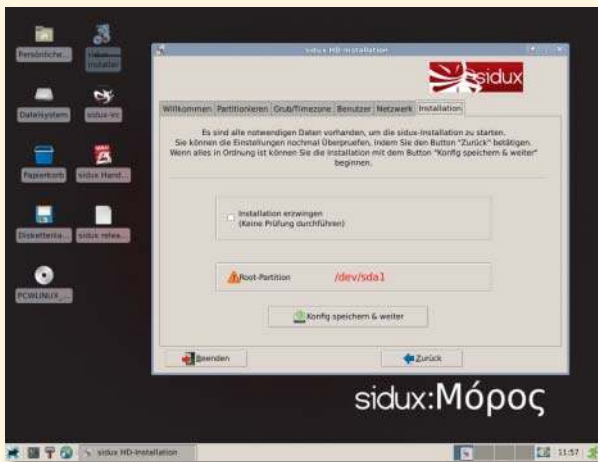 Persönliche...
sidux-installer
Dateisystem
sidux-irc
Papierkorb
sidux Hand...
Diskettenla...
sidux relea...
PCWLINUX_...
sidux HD-Installation
sidux
Willkommen Partitionieren Grub/Timezone Benutzer Netzwerk Installation
Es sind alle notwendigen Daten vorhanden, um die sidux-Installation zu starten.
Sie können die Einstellungen nochmal Überpruefen, indem Sie den Button "Zurück" betätigen.
Wenn alles in Ordnung ist können Sie die Installation mit dem Button "Konfig speichern & weiter"
beginnen.
Installation erzwingen
(Keine Prüfung durchführen)
Root-Partition /dev/sda1
Konfig speichern & weiter
Beenden
Zurück
sidux:Μόρος
sidux HD-Installation
11:57